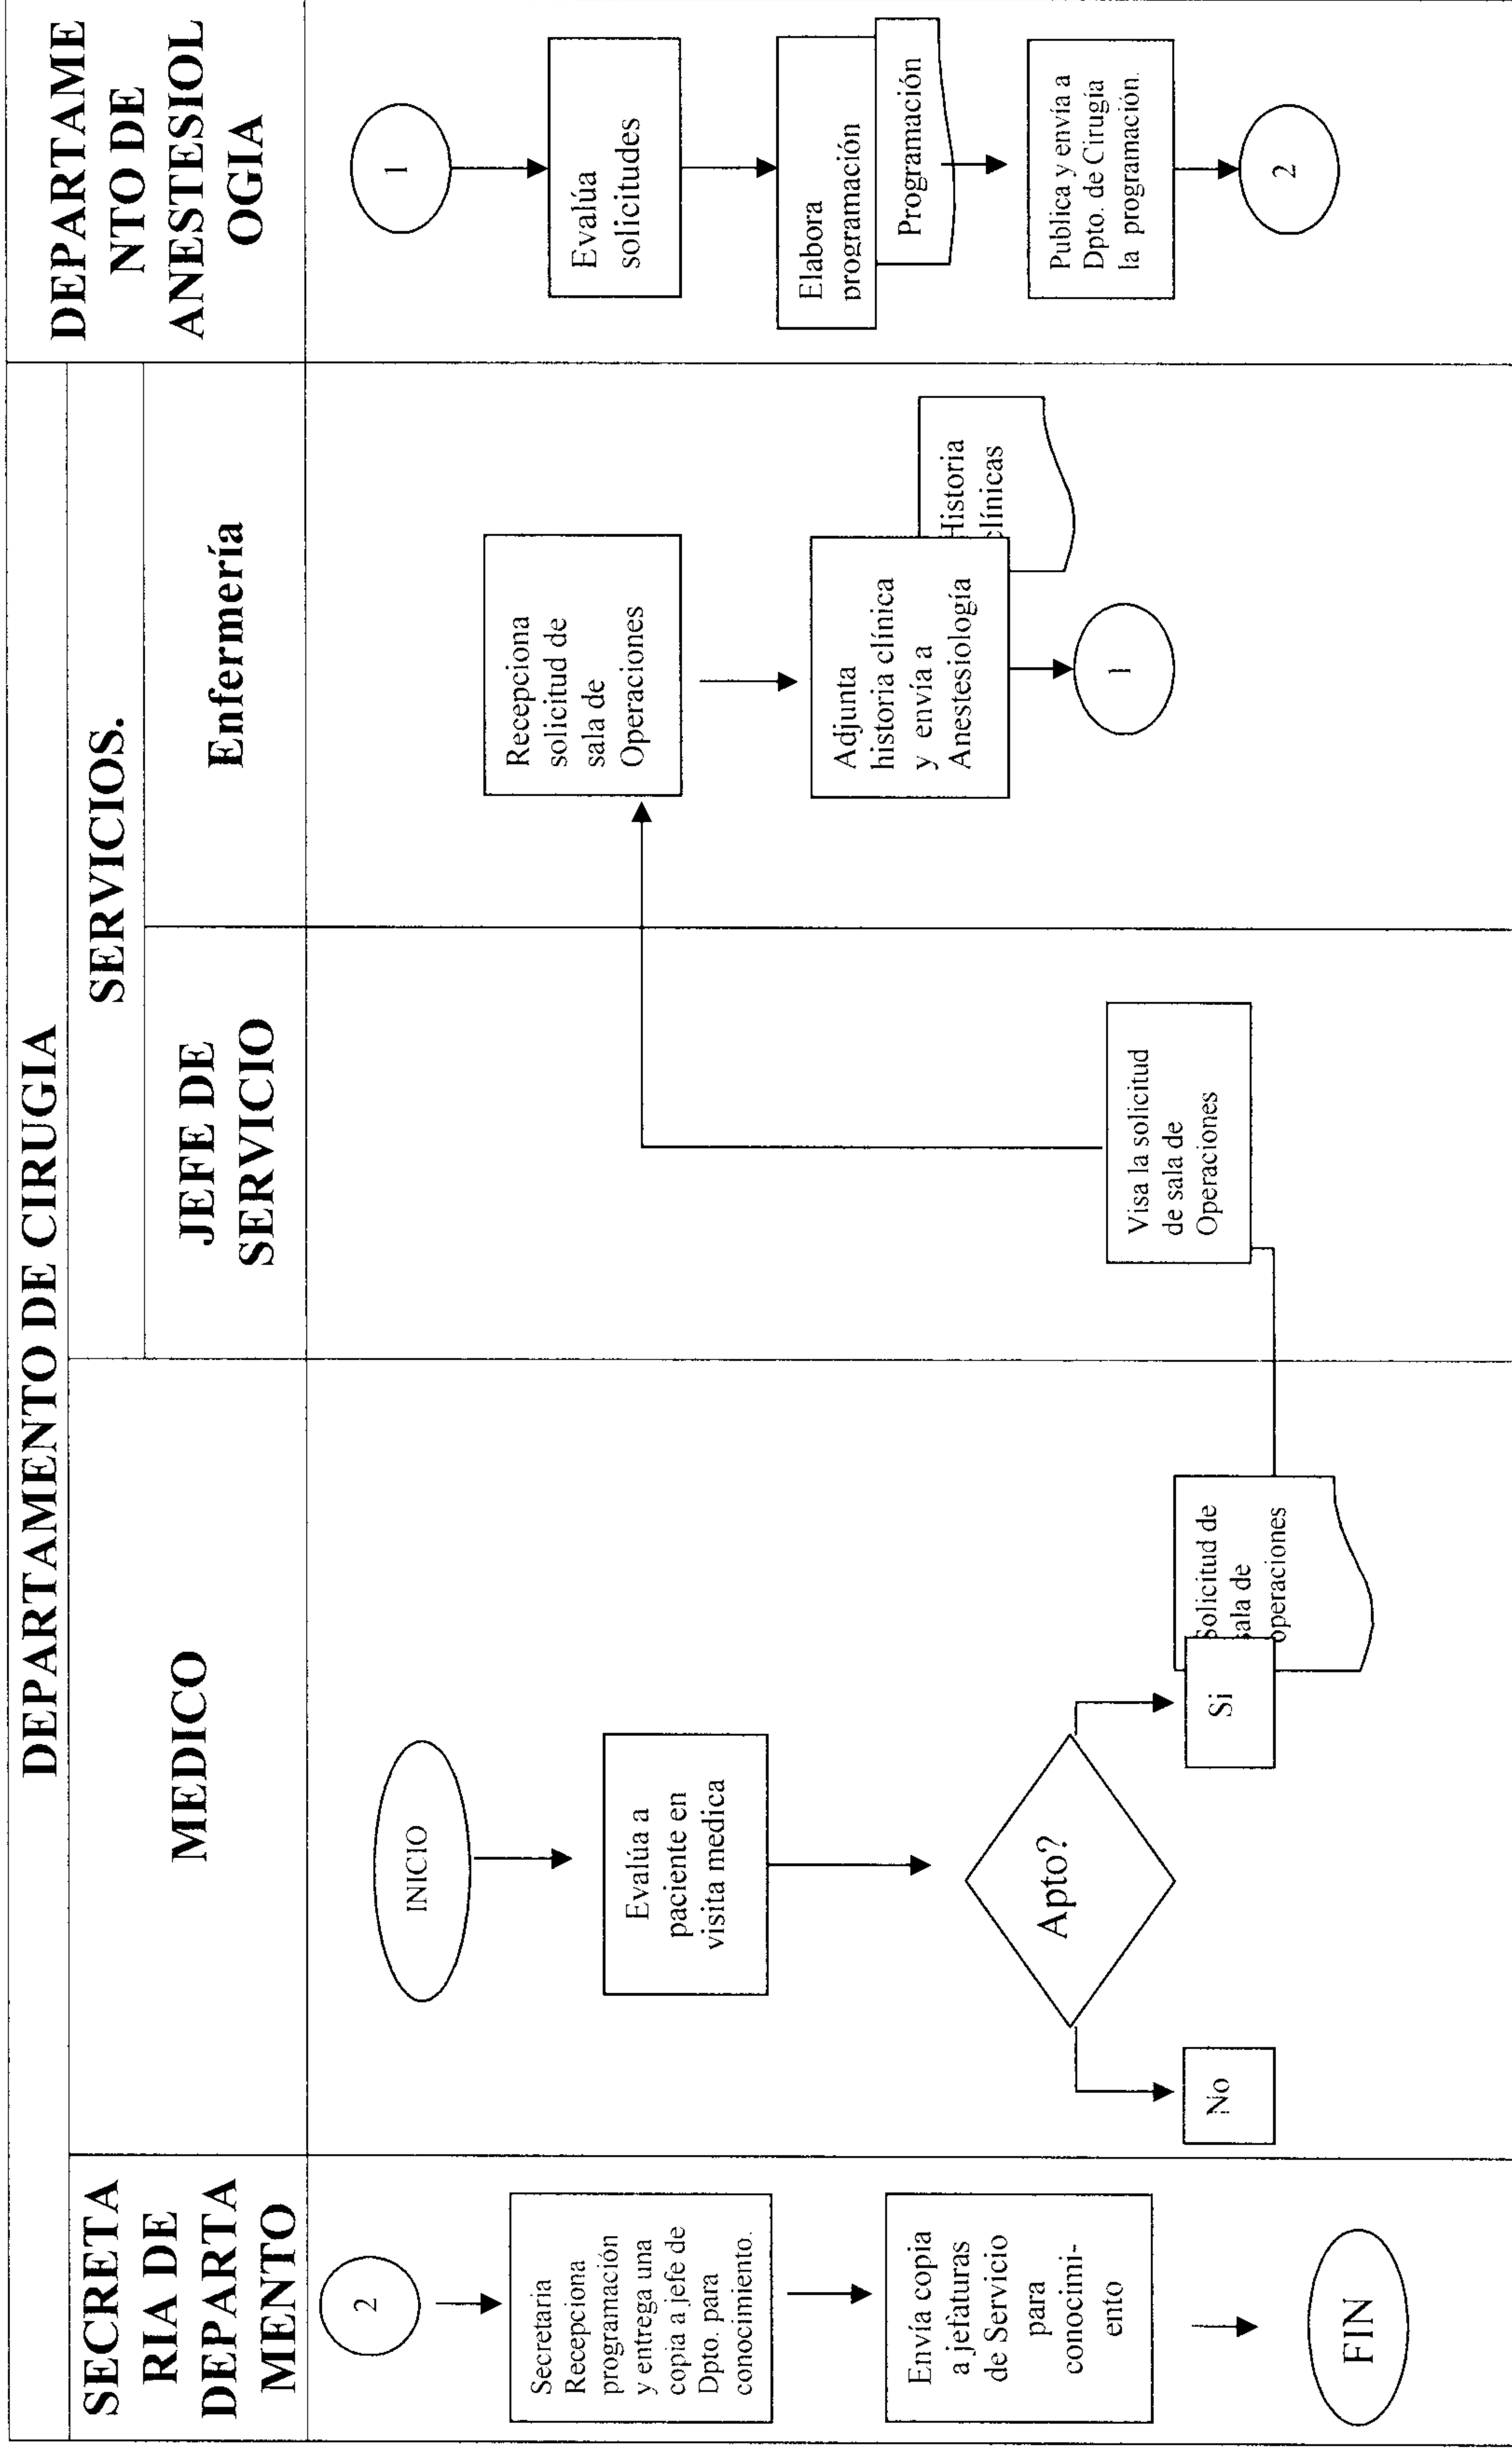 DEPARTAMENTO DE CIRUGIA
SECRETA
RIA DE
DEPARTA
MENTO
MEDICO
SERVICIOS.
JEFE DE
SERVICIO
Enfermería
DEPARTAME
NTO DE
ANESTESIOL
OGIA
2
Secretaria
Recepciona
programación
y entrega una
copia a jefe de
Dpto. para
conocimiento.
Envía copia
a jefaturas
de Servicio
para
conocimi-
ento
FIN
INICIO
Evalúa a
paciente en
visita medica
Apto?
No
Si
Solicitud de
sala de
operaciones
Visa la solicitud
de sala de
Operaciones
Recepciona
solicitud de
sala de
Operaciones
Adjunta
historia clínica
y envía a
Anestesiología
Historia
clínicas
1
1
Evalúa
solicitudes
Elabora
programación
Programación
Publica y envía a
Dpto. de Cirugía
la programación.
2